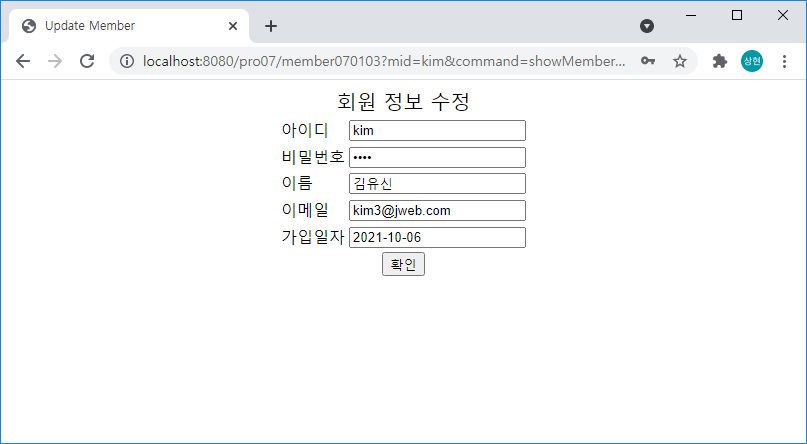 Update Member
localhost:8080/pro07/member070103?mid=kim&command=showMember...
상현
회원 정보 수정
아이디 kim
비밀번호 ••••
이름 김유신
이메일 kim3@jweb.com
가입일자 2021-10-06
확인